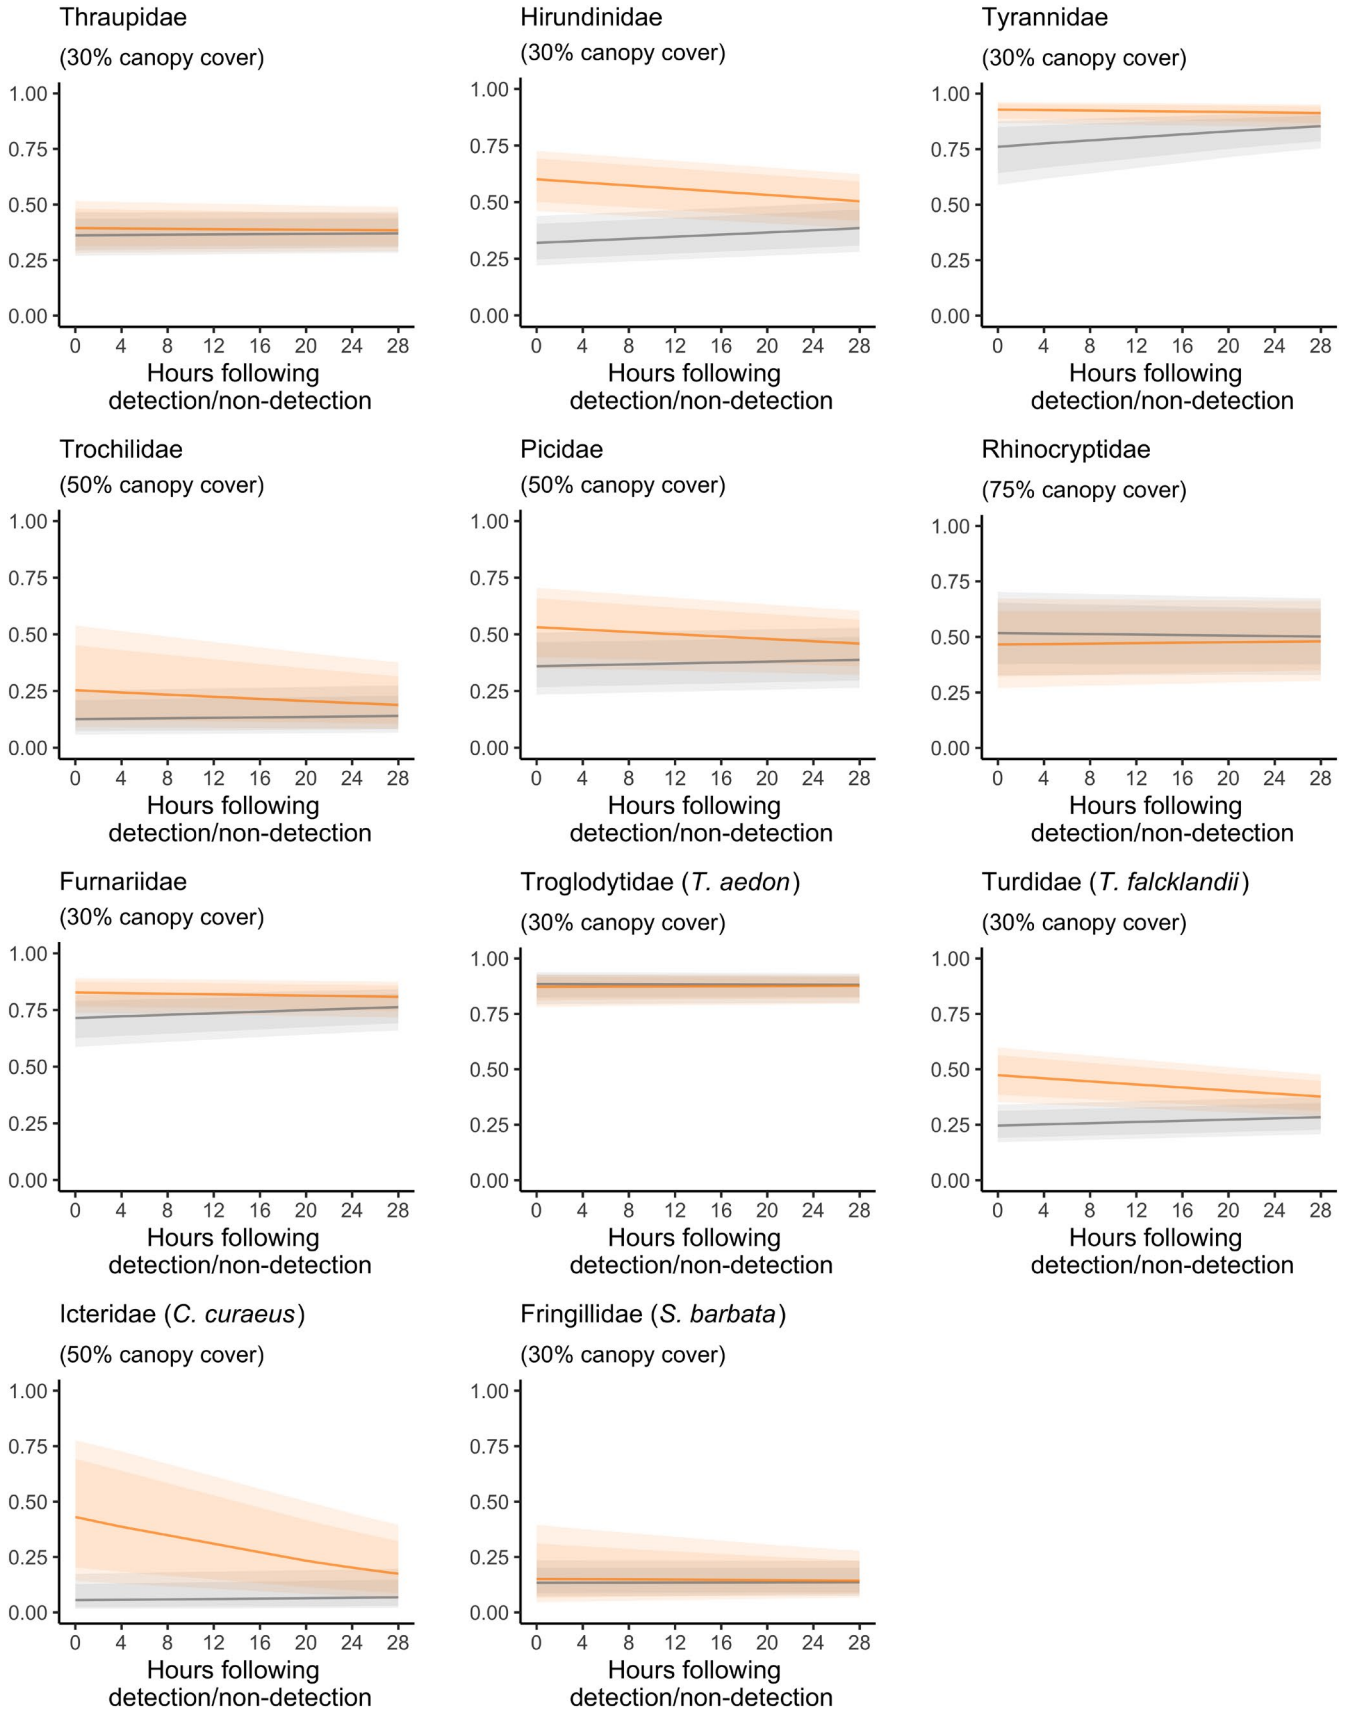 Thraupidae
(30% canopy cover)
1.00
0.75
0.50
0.25
0.00
0 4 8 12 16 20 24 28
Hours following
detection/non-detection
Hirundinidae
(30% canopy cover)
1.00
0.75
0.50
0.25
0.00
0 4 8 12 16 20 24 28
Hours following
detection/non-detection
Tyrannidae
(30% canopy cover)
1.00
0.75
0.50
0.25
0.00
0 4 8 12 16 20 24 28
Hours following
detection/non-detection
Trochilidae
(50% canopy cover)
1.00
0.75
0.50
0.25
0.00
0 4 8 12 16 20 24 28
Hours following
detection/non-detection
Picidae
(50% canopy cover)
1.00
0.75
0.50
0.25
0.00
0 4 8 12 16 20 24 28
Hours following
detection/non-detection
Rhinocryptidae
(75% canopy cover)
1.00
0.75
0.50
0.25
0.00
0 4 8 12 16 20 24 28
Hours following
detection/non-detection
Furnariidae
(30% canopy cover)
1.00
0.75
0.50
0.25
0.00
0 4 8 12 16 20 24 28
Hours following
detection/non-detection
Troglodytidae (T. aedon)
(30% canopy cover)
1.00
0.75
0.50
0.25
0.00
0 4 8 12 16 20 24 28
Hours following
detection/non-detection
Turdidae (T. falcklandii)
(30% canopy cover)
1.00
0.75
0.50
0.25
0.00
0 4 8 12 16 20 24 28
Hours following
detection/non-detection
Icteridae (C. curaeus)
(50% canopy cover)
1.00
0.75
0.50
0.25
0.00
0 4 8 12 16 20 24 28
Hours following
detection/non-detection
Fringillidae (S. barbata)
(30% canopy cover)
1.00
0.75
0.50
0.25
0.00
0 4 8 12 16 20 24 28
Hours following
detection/non-detection